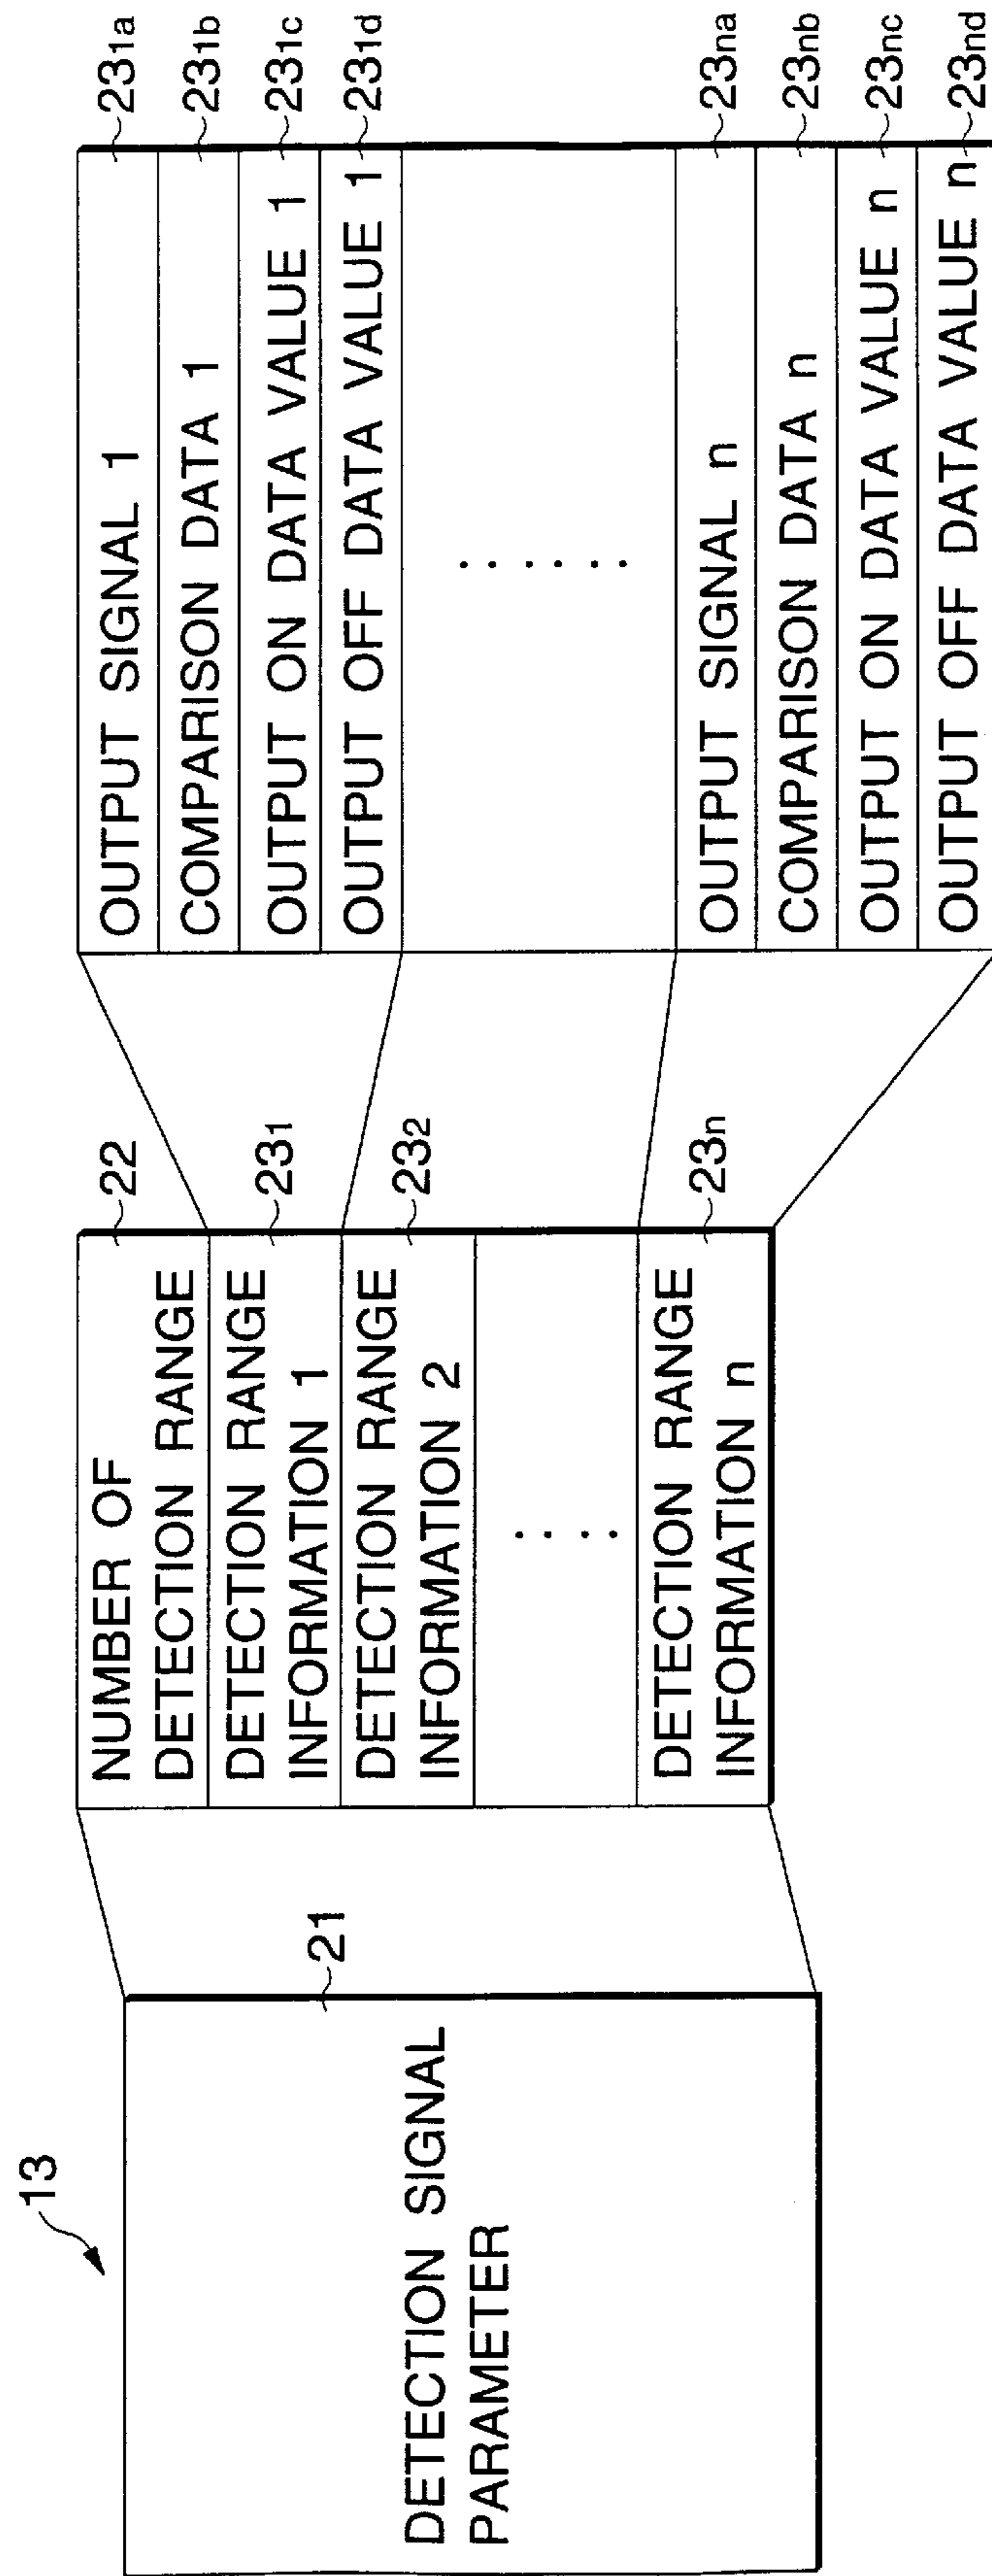 13
DETECTION SIGNAL
PARAMETER
21
NUMBER OF
DETECTION RANGE
22
DETECTION RANGE
INFORMATION 1
231
DETECTION RANGE
INFORMATION 2
232
· · · ·
DETECTION RANGE
INFORMATION n
23n
OUTPUT SIGNAL 1
231a
COMPARISON DATA 1
231b
OUTPUT ON DATA VALUE 1
231c
OUTPUT OFF DATA VALUE 1
231d
· · · · · ·
OUTPUT SIGNAL n
23na
COMPARISON DATA n
23nb
OUTPUT ON DATA VALUE n
23nc
OUTPUT OFF DATA VALUE n
23nd